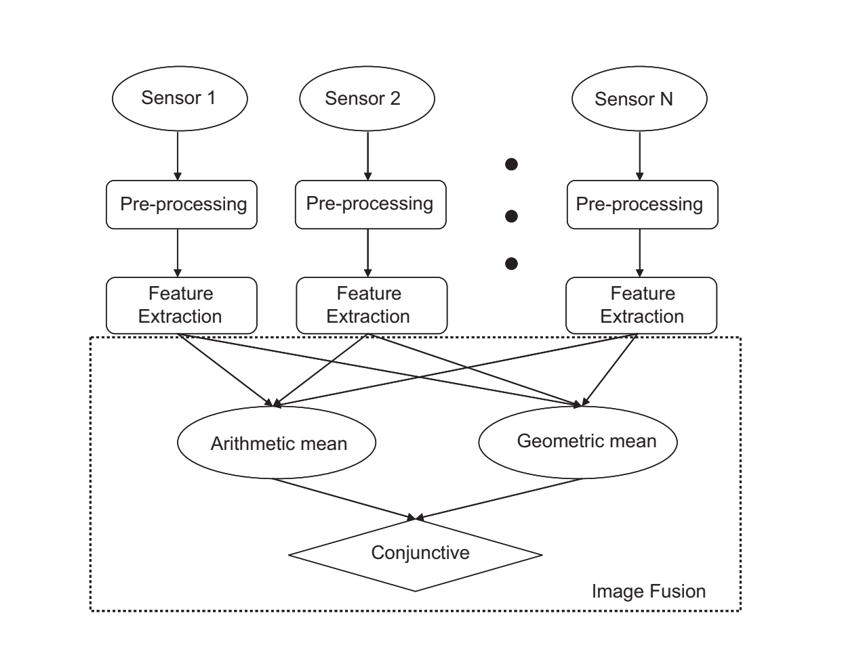 Sensor 1
Sensor 2
Sensor N
Pre-processing
Pre-processing
Pre-processing
Feature
Extraction
Feature
Extraction
Feature
Extraction
Arithmetic mean
Geometric mean
Conjunctive
Image Fusion